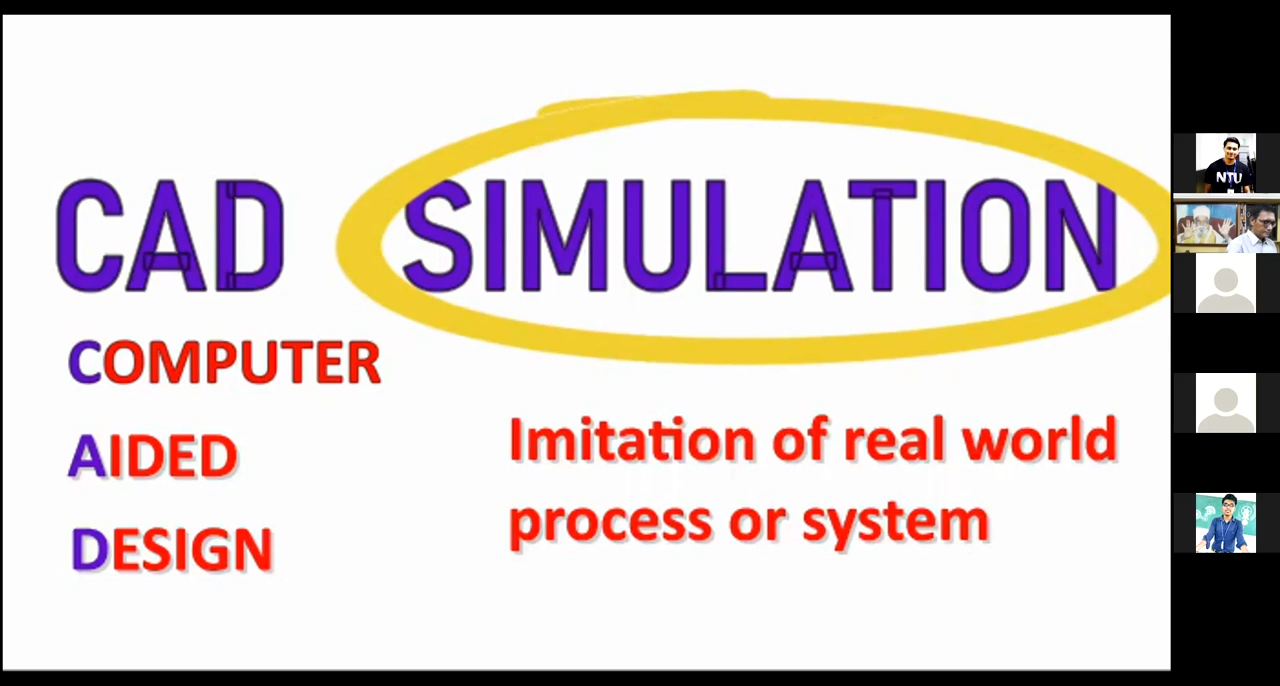 CAD SIMULATION
COMPUTER
AIDED
DESIGN
Imitation of real world
process or system
NTU